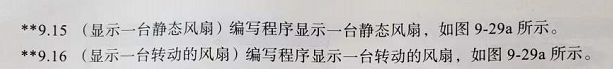 **9.15 （显示一台静态风扇）编写程序显示一台静态风扇，如图 9-29a 所示。
**9.16 （显示一台转动的风扇）编写程序显示一台转动的风扇，如图 9-29a 所示。